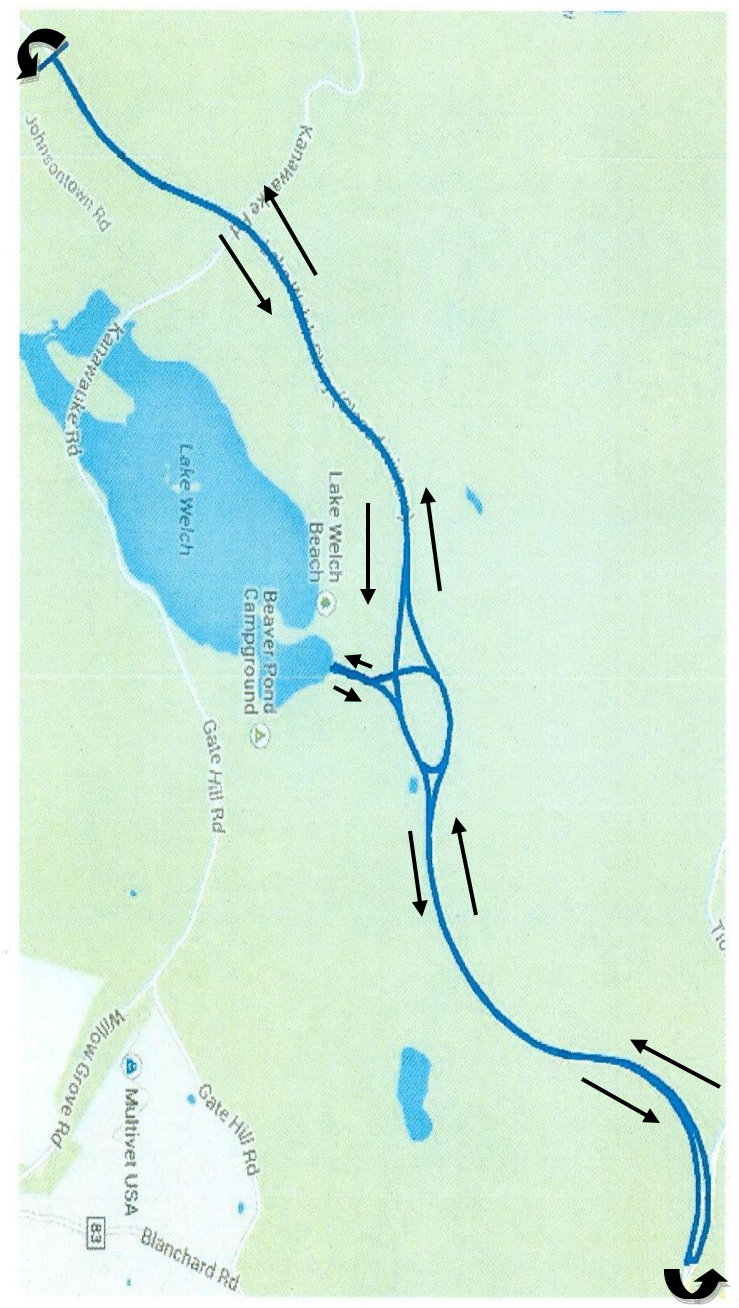 Johnsontown Rd
Kanawauke Rd
Kanawauke Rd
Lake Welch
Lake Welch
Beach
Beaver Pond
Campground
Gate Hill Rd
Willow Grove Rd
Multivet USA
Gate Hill Rd
83
Blanchard Rd